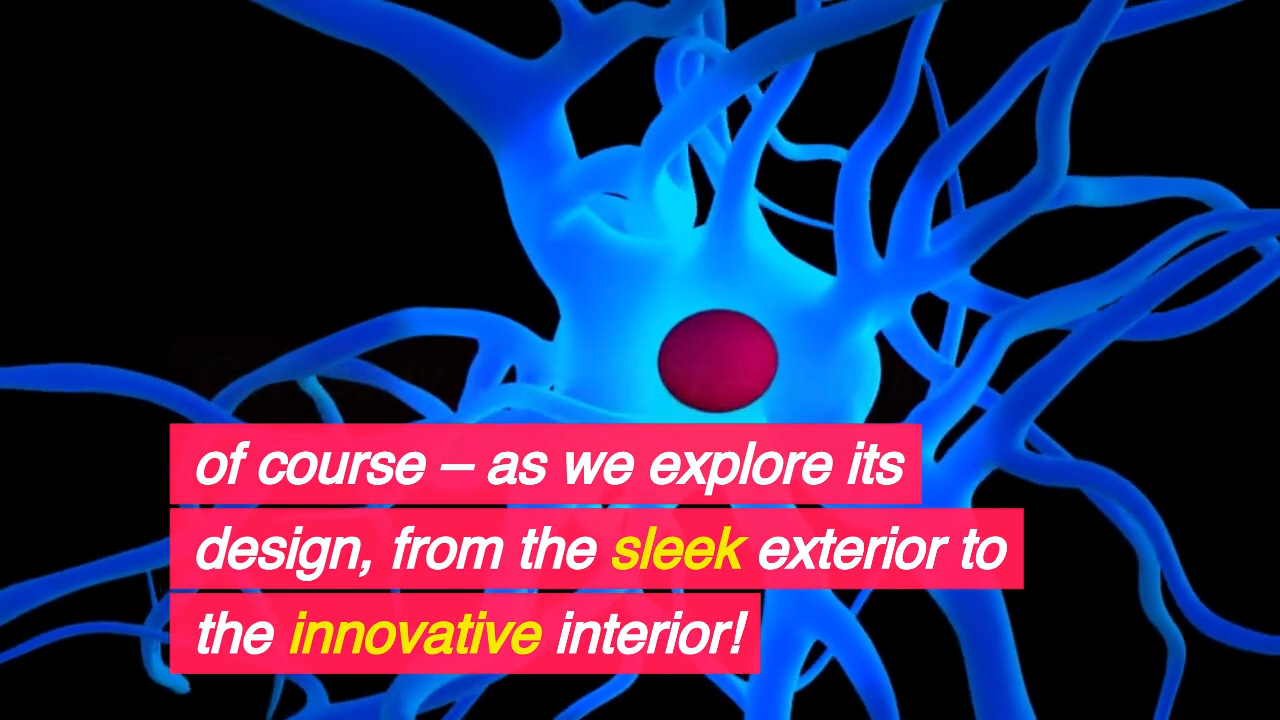 of course – as we explore its
design, from the sleek exterior to
the innovative interior!